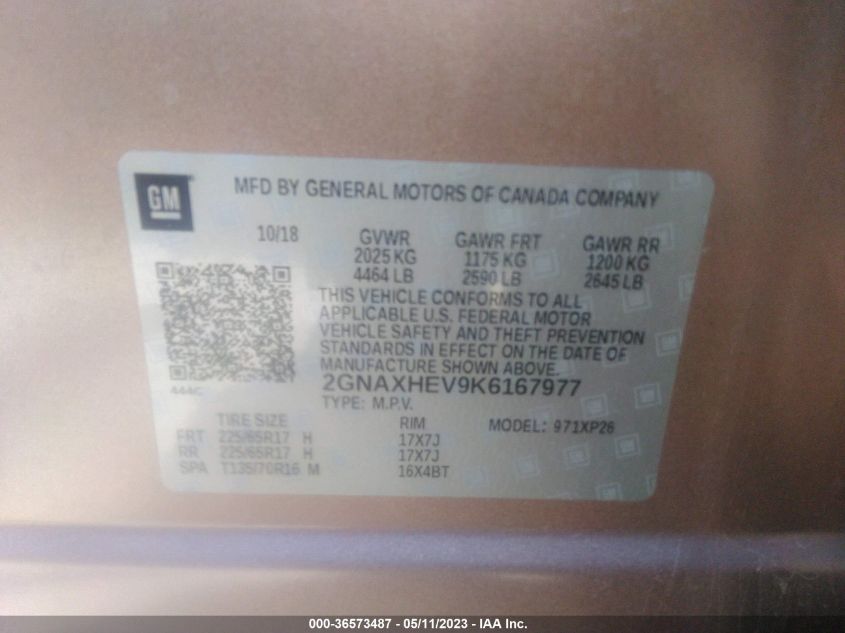 GM
MFD BY GENERAL MOTORS OF CANADA COMPANY
10/18 GVWR GAWR FRT GAWR RR
2025 KG 1175 KG 1200 KG
4464 LB 2590 LB 2645 LB
THIS VEHICLE CONFORMS TO ALL
APPLICABLE U.S. FEDERAL MOTOR
VEHICLE SAFETY AND THEFT PREVENTION
STANDARDS IN EFFECT ON THE DATE OF
MANUFACTURE SHOWN ABOVE.
2GNAXHEV9K6167977
TYPE: M.P.V.
TIRE SIZE RIM MODEL: 971XP26
FRT 225/65R17 H 17X7J
RR 225/65R17 H 17X7J
SPA T135/70R16 M 16X4BT
000-36573487 - 05/11/2023 - IAA Inc.